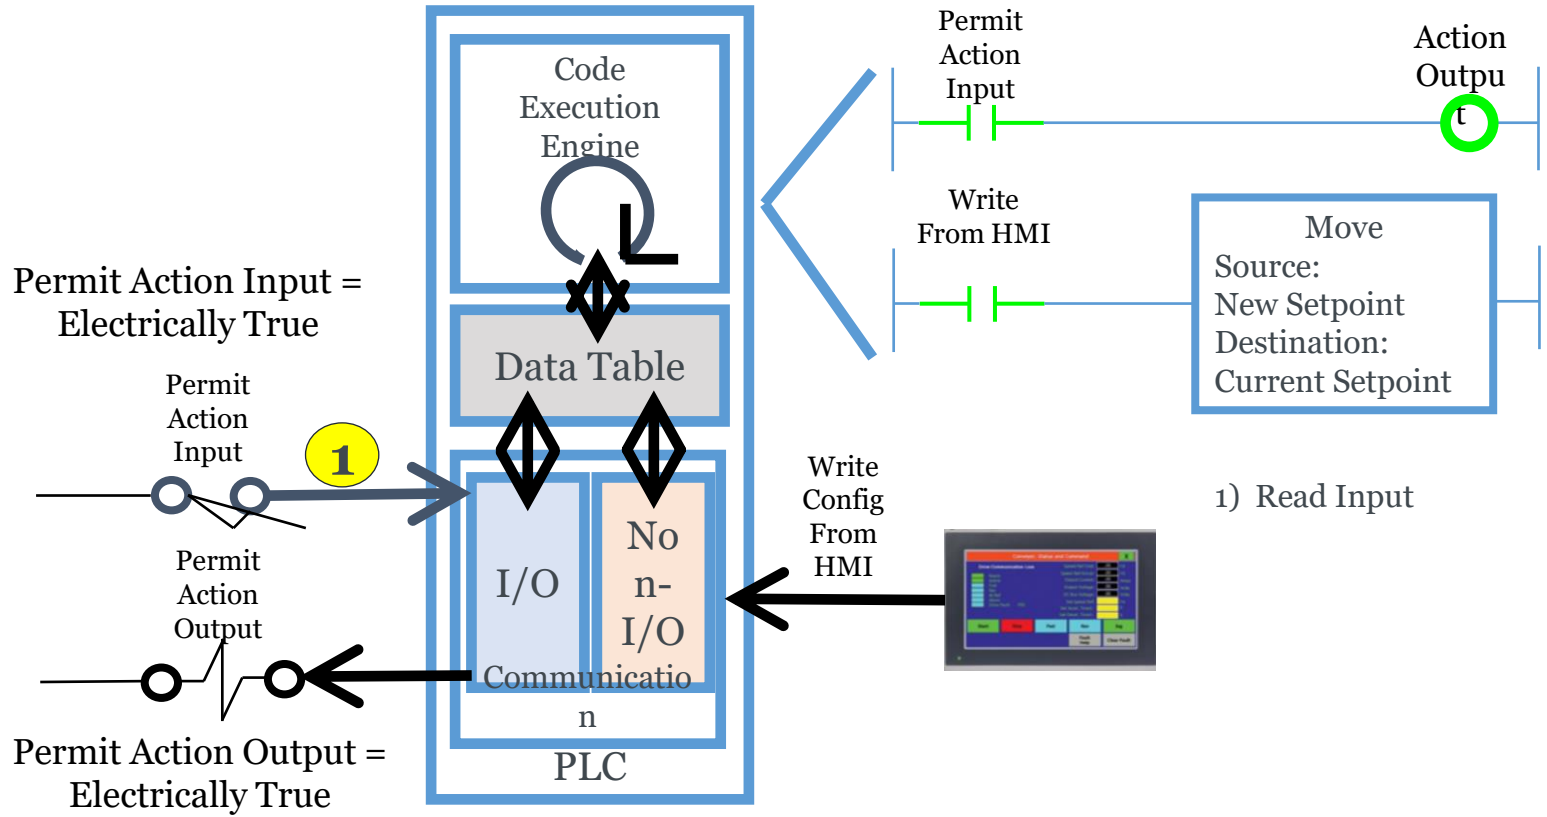 Code
Execution
Engine
Permit
Action
Input
Action
Outpu
t
Write
From HMI
Move
Source:
New Setpoint
Destination:
Current Setpoint
Permit Action Input =
Electrically True
Data Table
Permit
Action
Input
1
I/O
No
n-
I/O
Communicatio
n
PLC
Write
Config
From
HMI
1) Read Input
Permit
Action
Output
Permit Action Output =
Electrically True